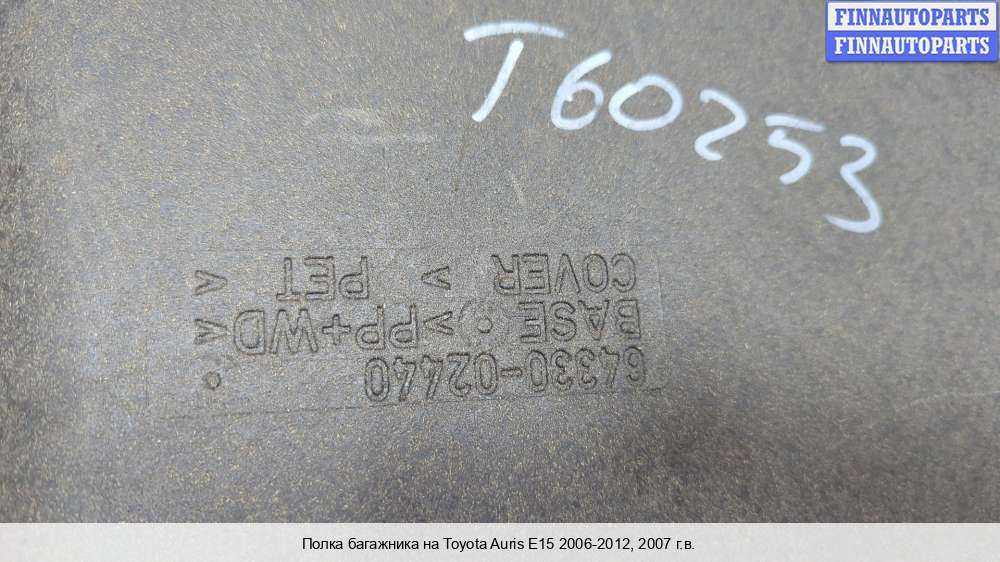 FINNAUTOPARTS
FINNAUTOPARTS
T60253
64330-02440
BASE >PP+WD<
COVER > PET <
Полка багажника на Toyota Auris E15 2006-2012, 2007 г.в.